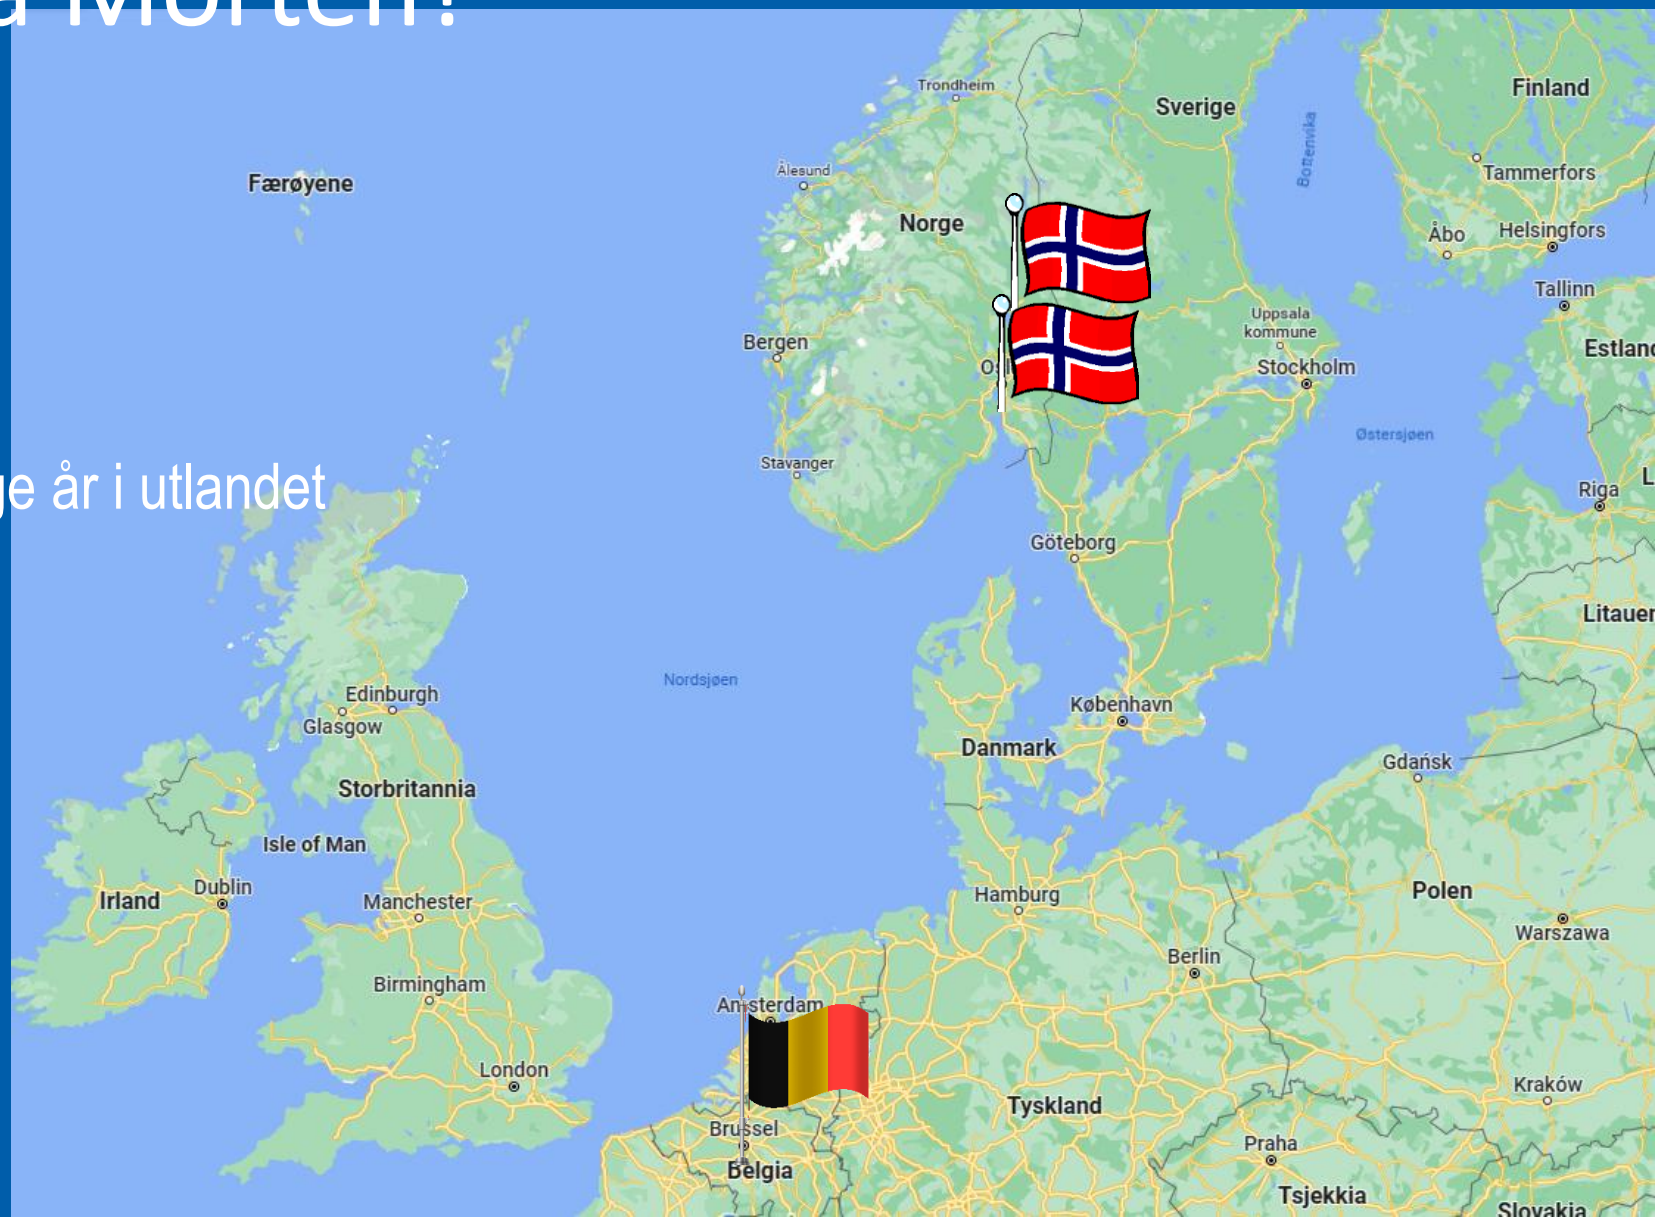 Morten?
Trondheim
Sverige
Finland
Bottenvika
Ålesund
Tammerfors
Færøyene
Norge
Åbo
Helsingfors
Tallinn
Uppsala
kommune
Bergen
Estland
Stockholm
Østersjøen
år i utlandet
Stavanger
Riga
L
Göteborg
Litauen
Nordsjøen
Edinburgh
København
Glasgow
Danmark
Gdańsk
Storbritannia
Isle of Man
Irland
Dublin
Manchester
Hamburg
Polen
Warszawa
Berlin
Birmingham
Amsterdam
London
Kraków
Tyskland
Brussel
Praha
Belgia
Tsjekkia
Slovakia